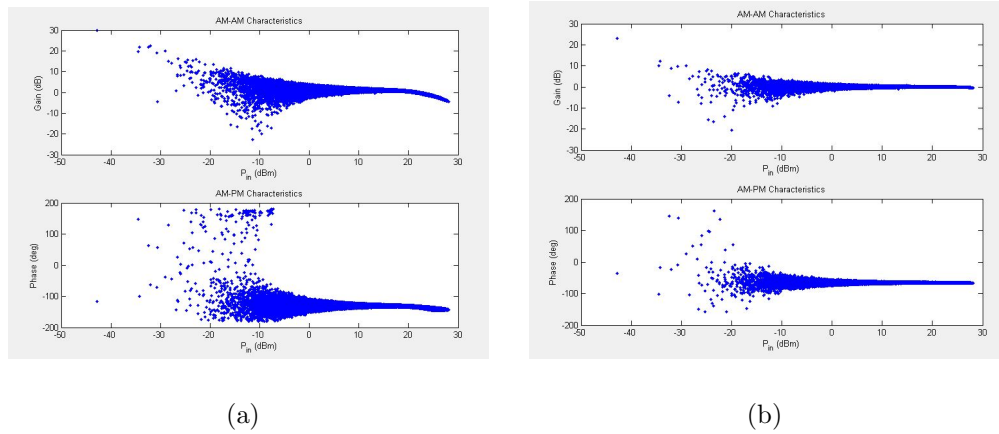 AM-AM Characteristics
30
20
10
0
10
20
30
Gain (dB)
-50 -40 -30 -20 -10 0 10 20 30
P_in (dBm)
AM-PM Characteristics
200
100
0
-100
-200
Phase (deg)
-50 -40 -30 -20 -10 0 10 20 30
P_in (dBm)
(a)
AM-AM Characteristics
30
20
10
0
-10
-20
-30
Gain (dB)
-50 -40 -30 -20 -10 0 10 20 30
P_in (dBm)
AM-PM Characteristics
200
100
0
-100
-200
Phase (deg)
-50 -40 -30 -20 -10 0 10 20 30
P_in (dBm)
(b)